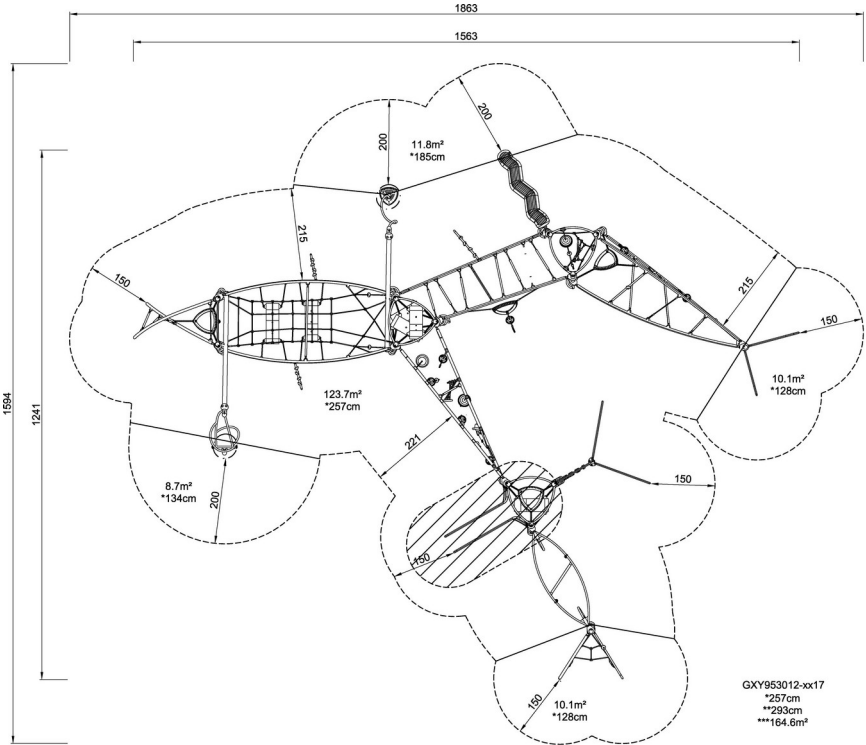 1863
1563
200
200
11.8m²
*185cm
215
150
215
150
10.1m²
*128cm
1594
1241
123.7m²
*257cm
221
8.7m²
*134cm
200
150
150
GXY953012-xx17
*257cm
**293cm
***164.6m²
150
10.1m²
*128cm